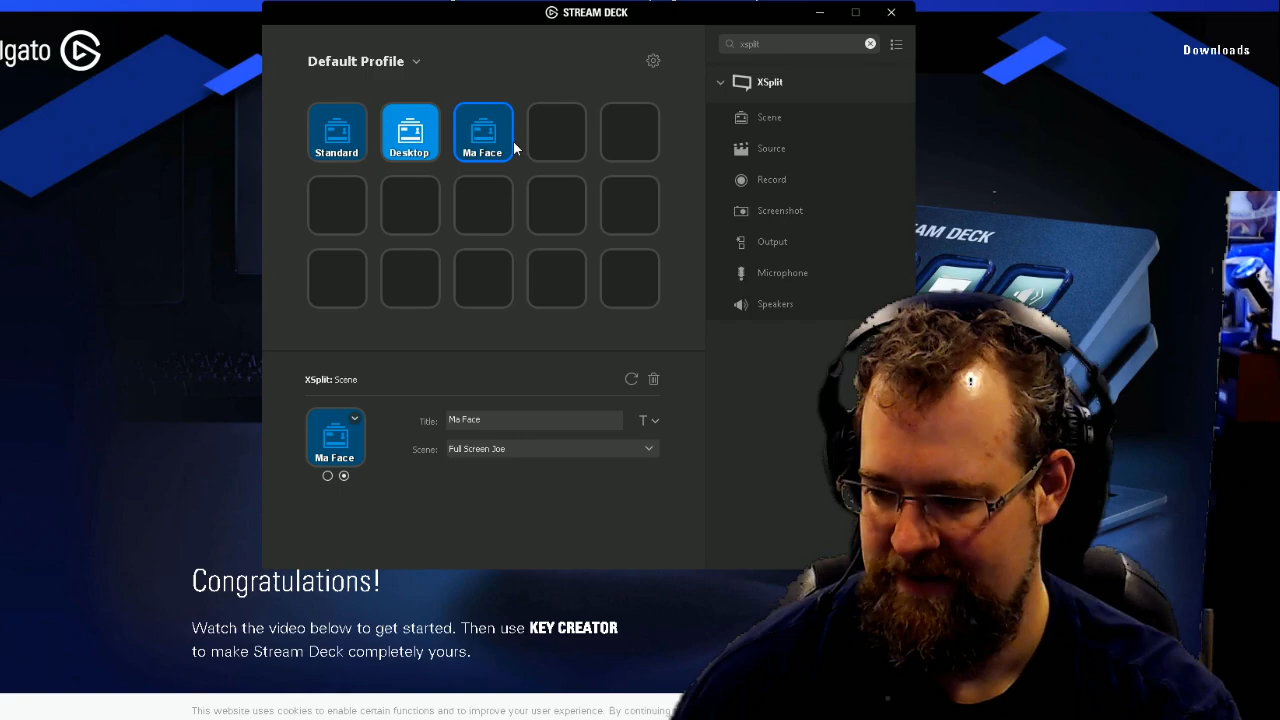 STREAM DECK
lgato
Downloads
Default Profile
xsplit
XSplit
Standard
Desktop
Ma Face
Scene
Source
Record
Screenshot
Output
Microphone
Speakers
AM DECK
XSplit: Scene
Title: Ma Face
T
Scene: Full Screen Joe
Ma Face
Congratulations!
Watch the video below to get started. Then use KEY CREATOR
to make Stream Deck completely yours.
This website uses cookies to enable certain functions and to improve your user experience. By continuing